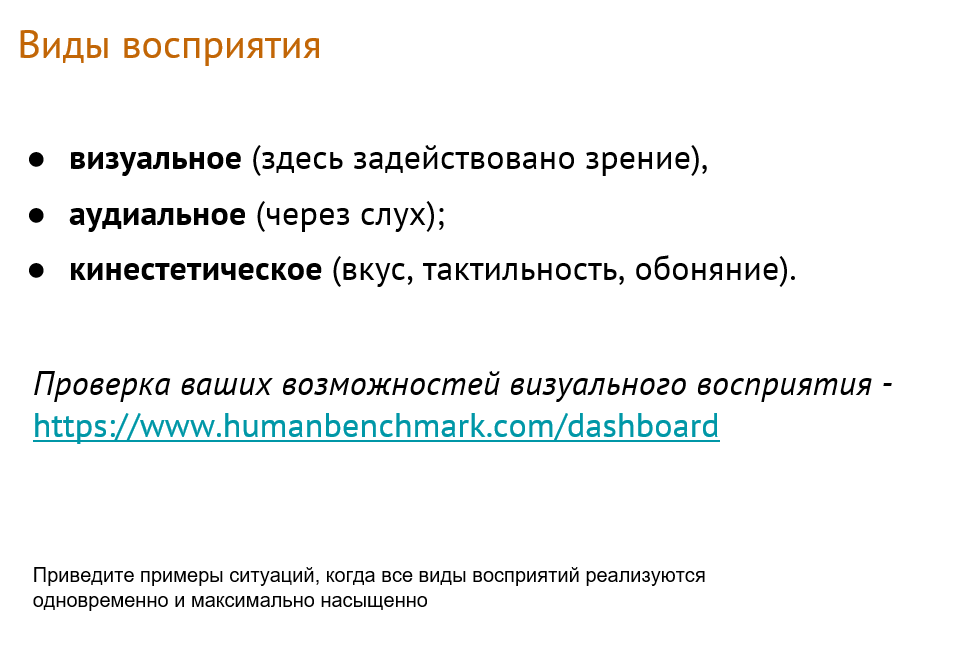 Виды восприятия
● визуальное (здесь задействовано зрение),
● аудиальное (через слух);
● кинестетическое (вкус, тактильность, обоняние).
Проверка ваших возможностей визуального восприятия -
https://www.humanbenchmark.com/dashboard
Приведите примеры ситуаций, когда все виды восприятий реализуются
одновременно и максимально насыщенно